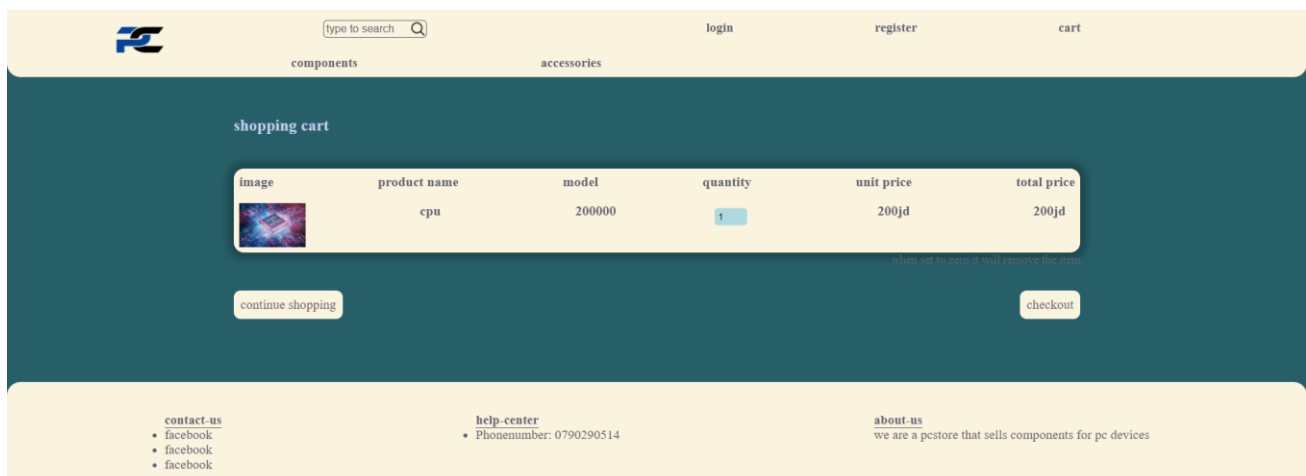 PC
type to search
login
register
cart
components
accessories
shopping cart
image product name model quantity unit price total price
cpu 200000 1 200jd 200jd
when set to zero it will remove the item
continue shopping
checkout
contact-us
facebook
facebook
facebook
help-center
Phonenumber: 0790290514
about-us
we are a pcstore that sells components for pc devices